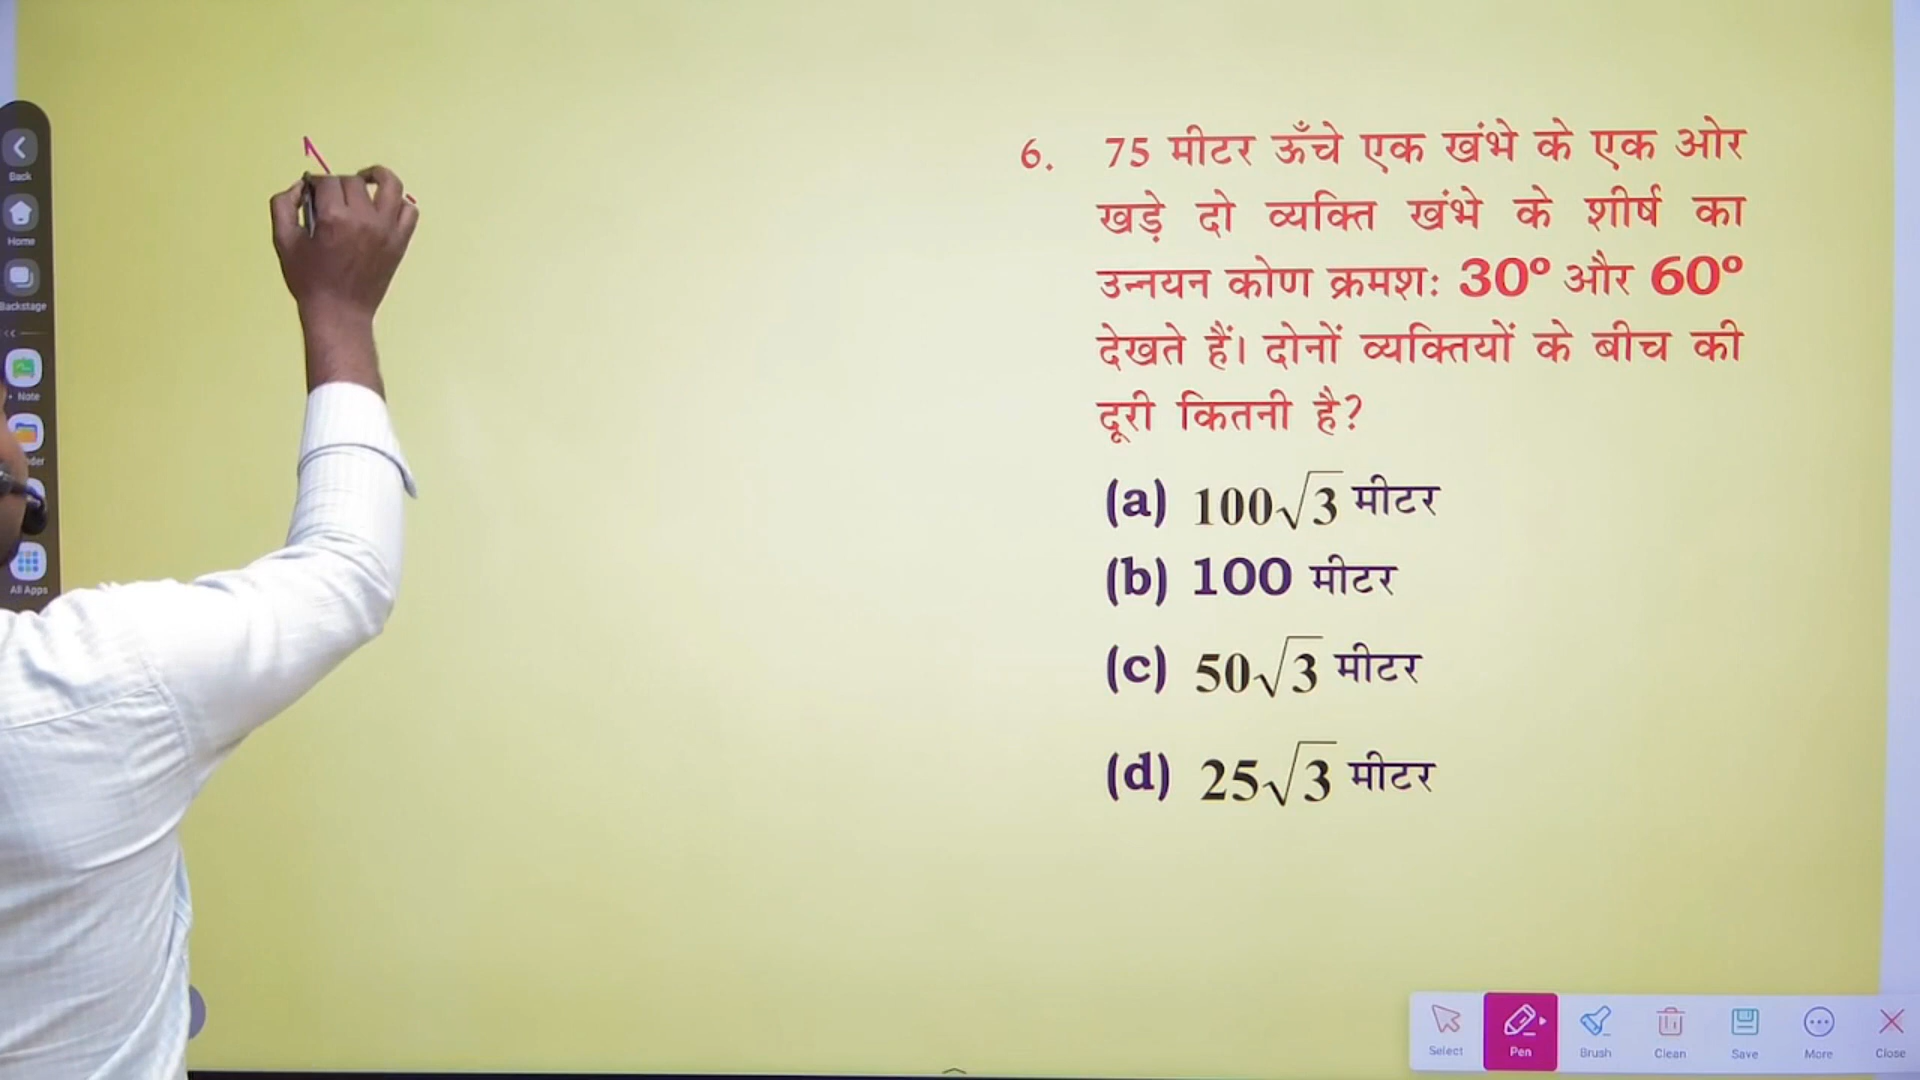 Back
Home
Backstage
Note
All Apps
6. 75 मीटर ऊँचे एक खंभे के एक ओर
खड़े दो व्यक्ति खंभे के शीर्ष का
उन्नयन कोण क्रमशः 30° और 60°
देखते हैं। दोनों व्यक्तियों के बीच की
दूरी कितनी है?
(a) 100√3 मीटर
(b) 100 मीटर
(c) 50√3 मीटर
(d) 25√3 मीटर
Select Pen Brush Clean Save More Close